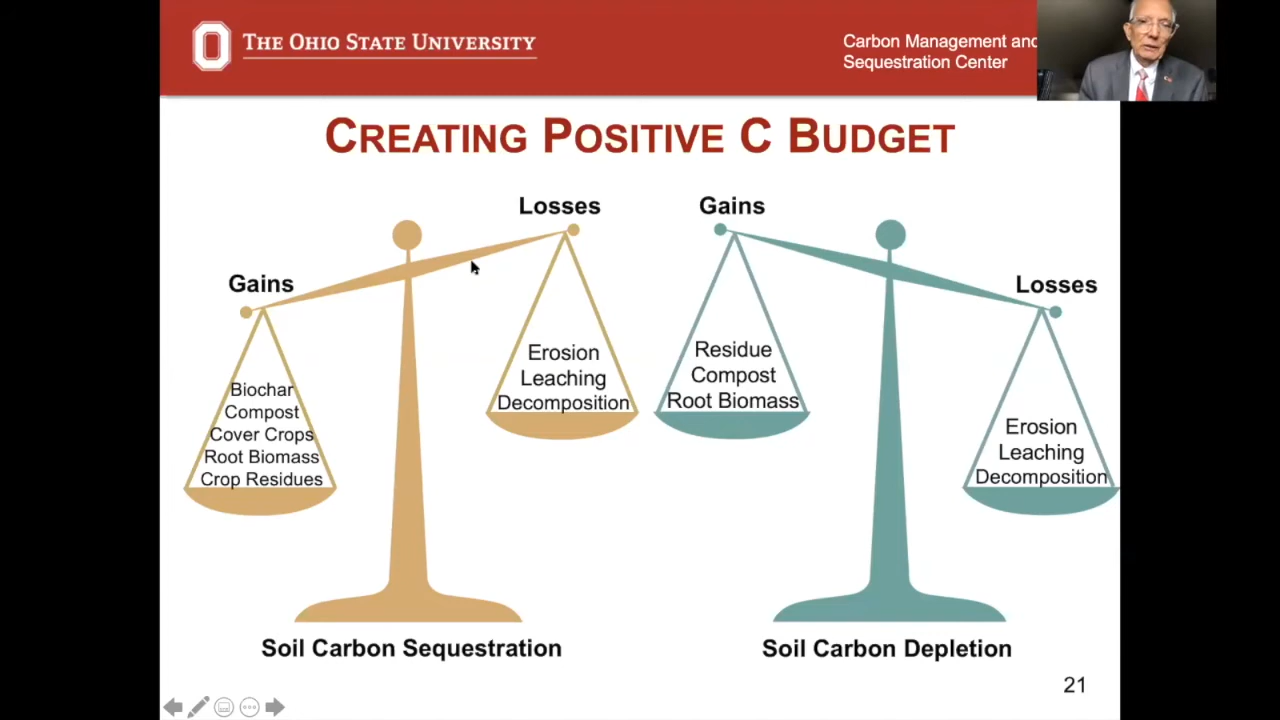 THE OHIO STATE UNIVERSITY
Carbon Management and
Sequestration Center
CREATING POSITIVE C BUDGET
Losses
Gains
Gains
Losses
Biochar
Compost
Cover Crops
Root Biomass
Crop Residues
Erosion
Leaching
Decomposition
Residue
Compost
Root Biomass
Erosion
Leaching
Decomposition
Soil Carbon Sequestration
Soil Carbon Depletion
21